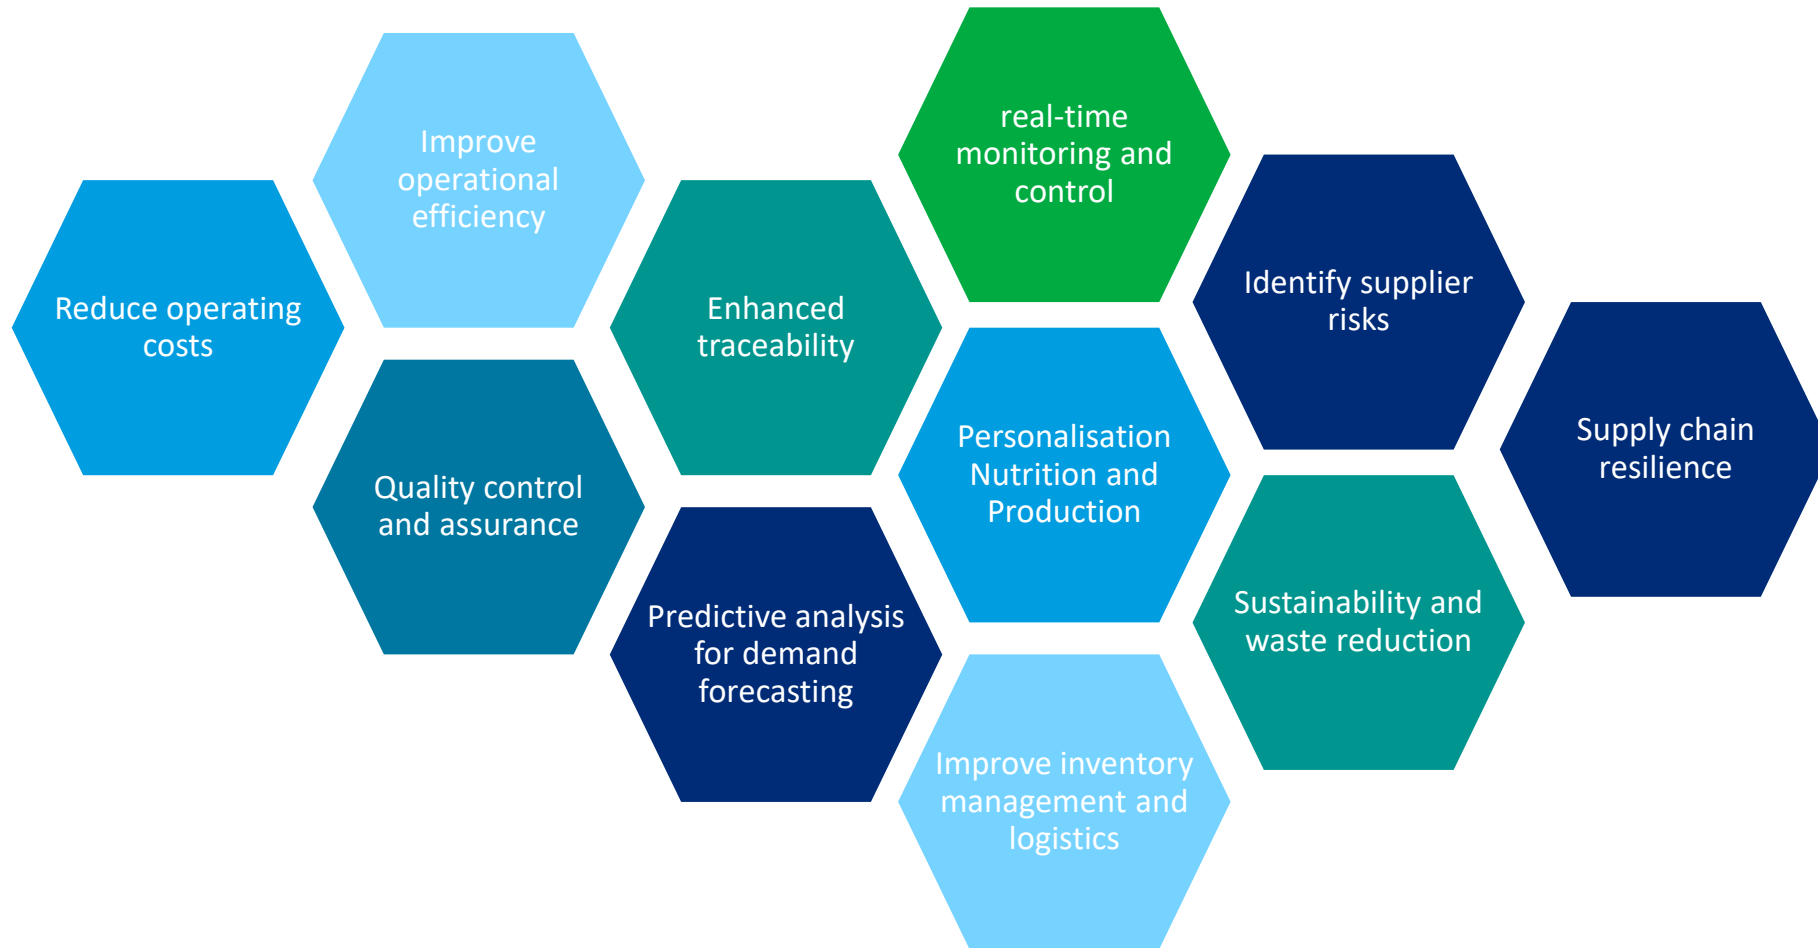 Reduce operating
costs
Improve
operational
efficiency
Quality control
and assurance
Enhanced
traceability
Predictive analysis
for demand
forecasting
real-time
monitoring and
control
Personalisation
Nutrition and
Production
Improve inventory
management and
logistics
Identify supplier
risks
Sustainability and
waste reduction
Supply chain
resilience